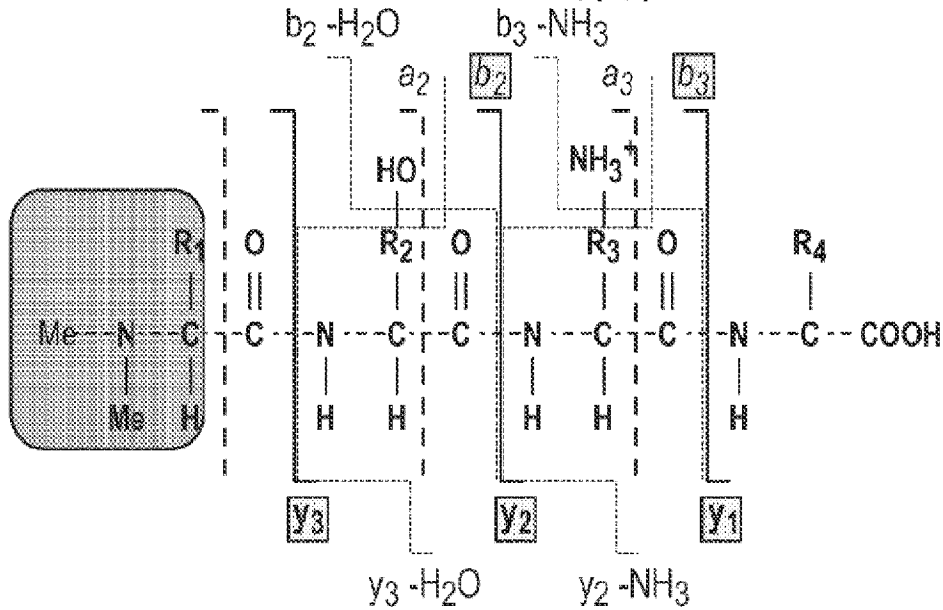 b₂ -H₂O b₃ -NH₃
a₂ b₂ a₃ b₃
HO NH₃⁺
R₁ O R₂ O R₃ O R₄
Me N C C N C C N C C N C COOH
Me H H H H H H
y₃ y₂ y₁
y₃ -H₂O y₂ -NH₃